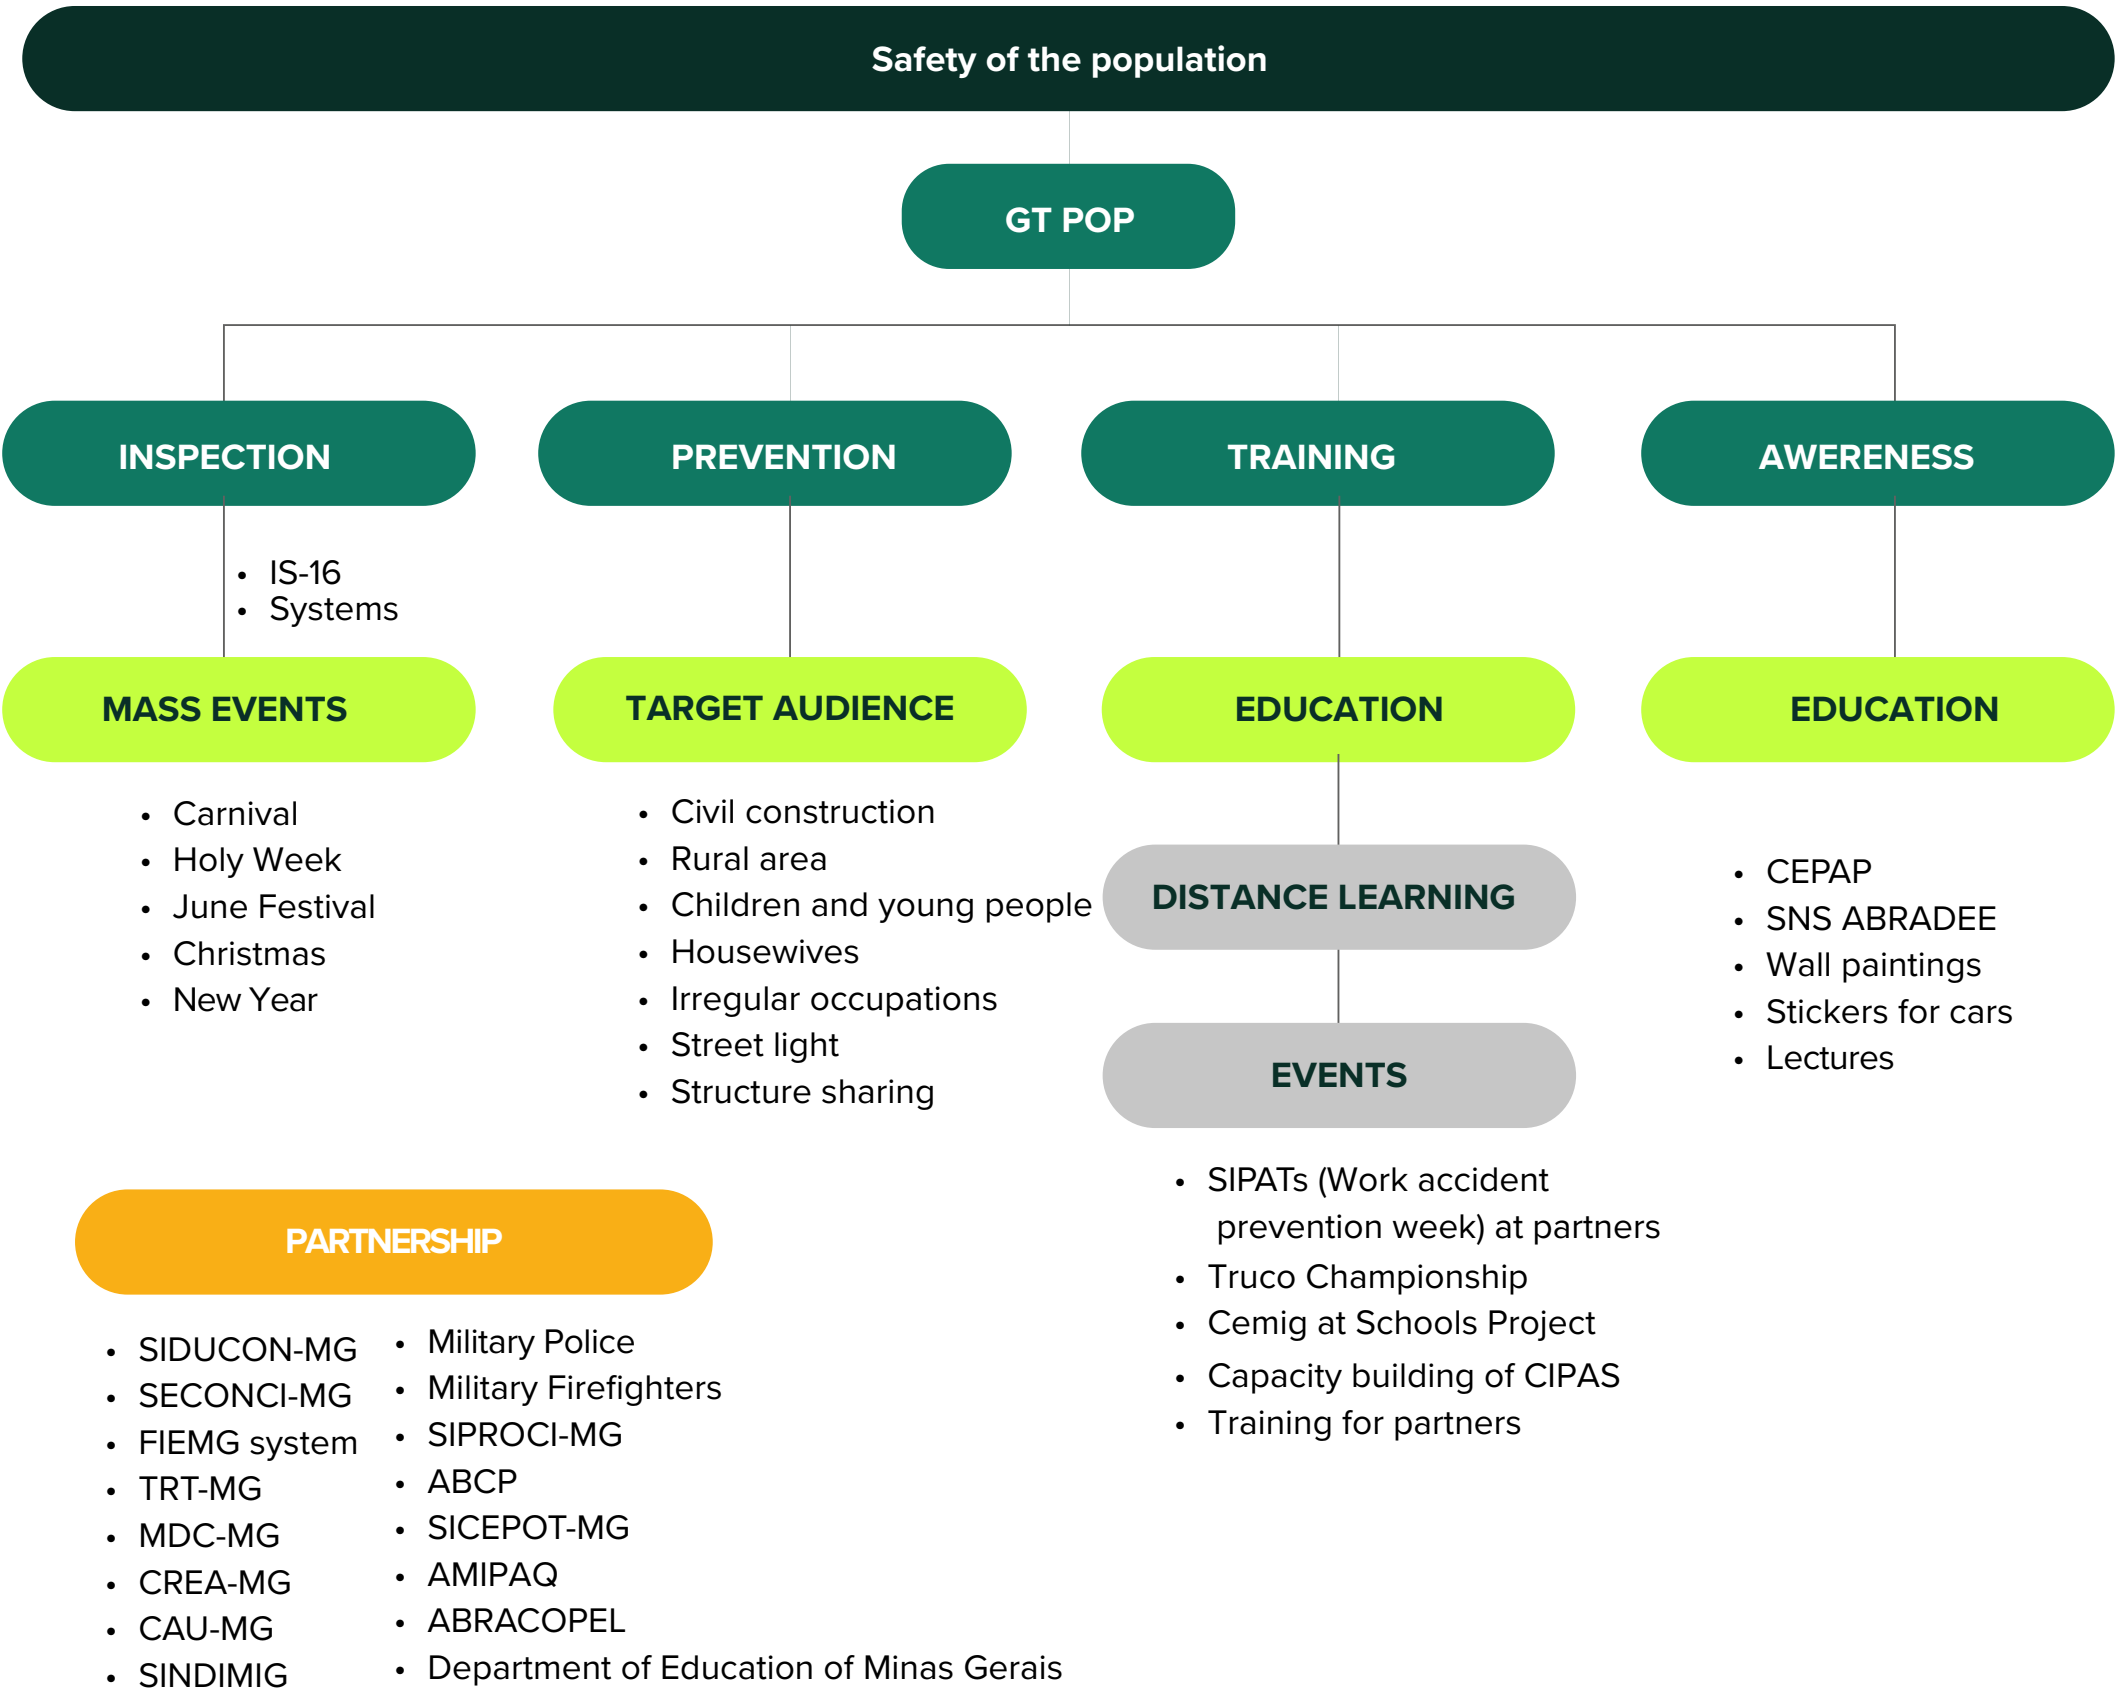 Safety of the population
GT POP
INSPECTION
PREVENTION
TRAINING
AWERENESS
• IS-16
• Systems
MASS EVENTS
TARGET AUDIENCE
EDUCATION
EDUCATION
• Carnival
• Holy Week
• June Festival
• Christmas
• New Year
• Civil construction
• Rural area
• Children and young people
• Housewives
• Irregular occupations
• Street light
• Structure sharing
DISTANCE LEARNING
EVENTS
• SIPATs (Work accident
prevention week) at partners
• Truco Championship
• Cemig at Schools Project
• Capacity building of CIPAS
• Training for partners
• CEPAP
• SNS ABRADEE
• Wall paintings
• Stickers for cars
• Lectures
PARTNERSHIP
• SIDUCON-MG
• SECONCI-MG
• FIEMG system
• TRT-MG
• MDC-MG
• CREA-MG
• CAU-MG
• SINDIMIG
• Military Police
• Military Firefighters
• SIPROCI-MG
• ABCP
• SICEPOT-MG
• AMIPAQ
• ABRACOPEL
• Department of Education of Minas Gerais